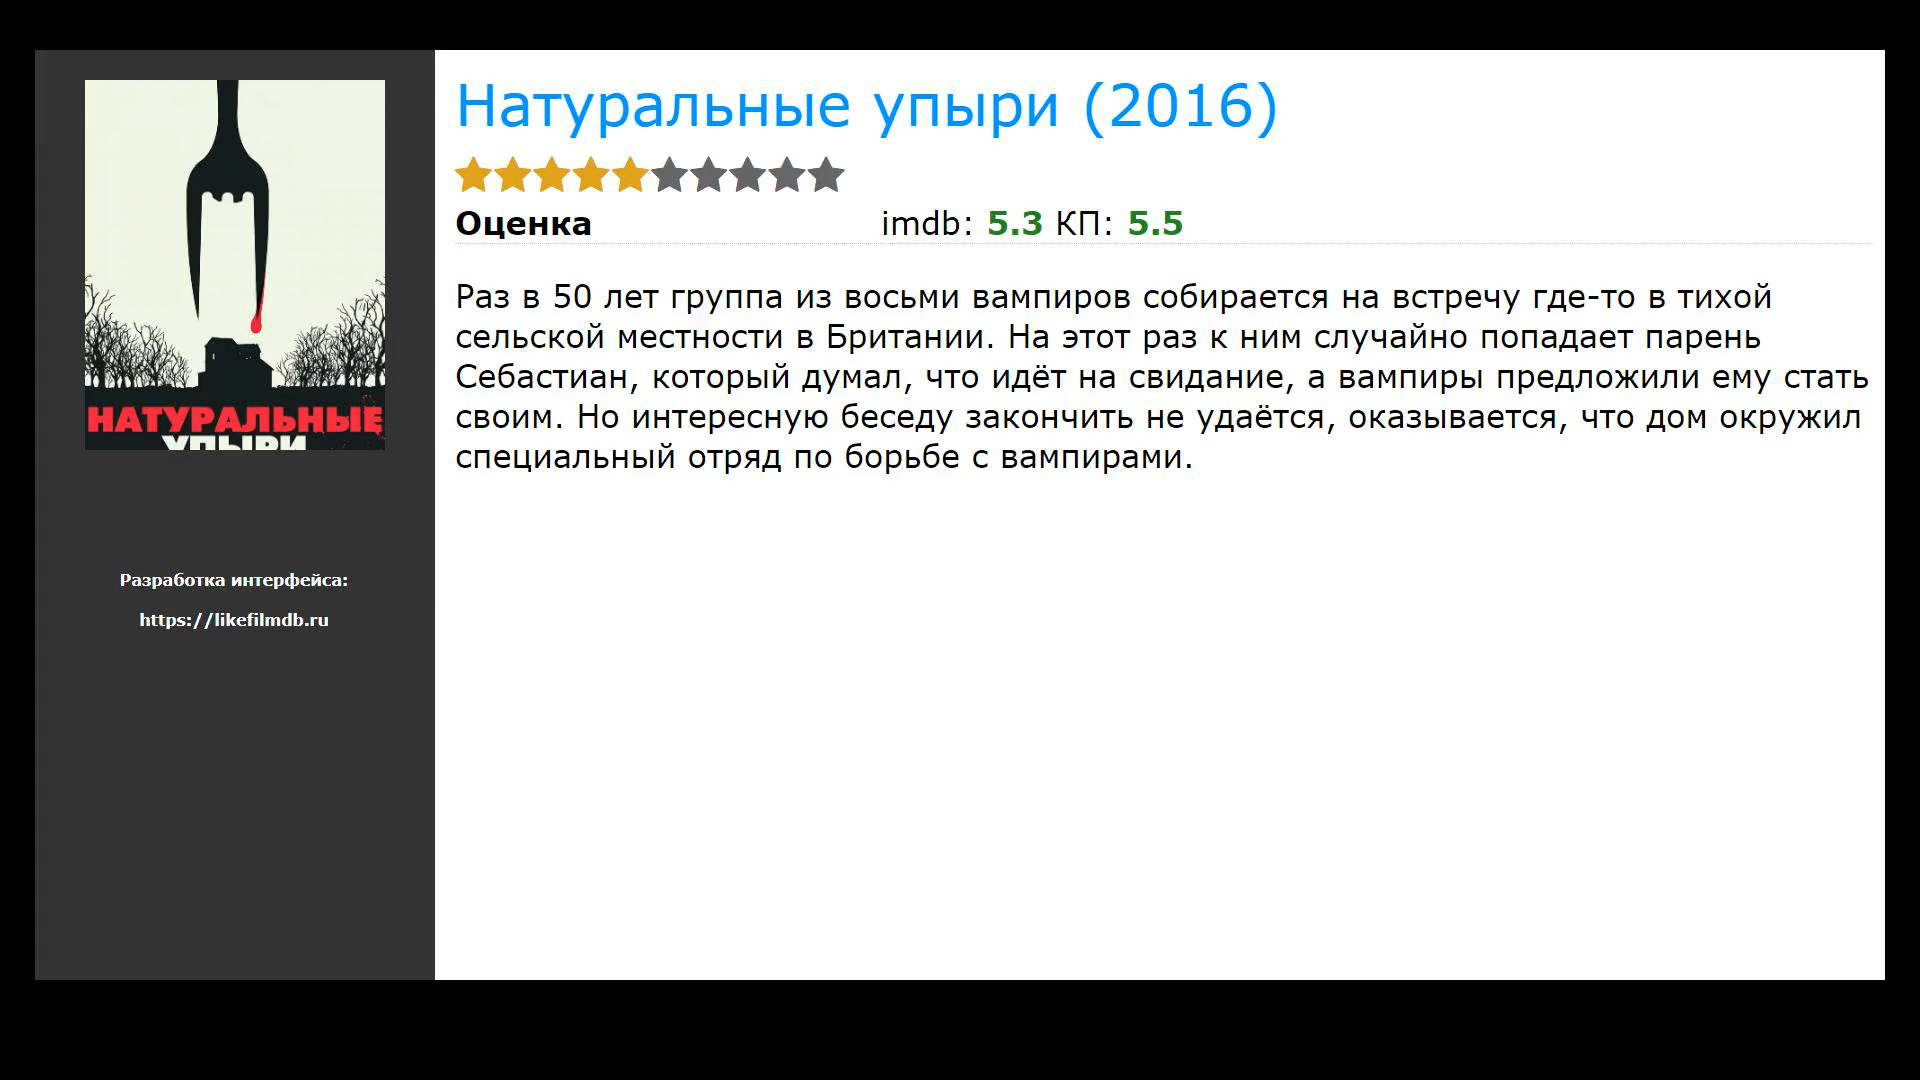 Натуральные упыри (2016)
Оценка imdb: 5.3 КП: 5.5
Раз в 50 лет группа из восьми вампиров собирается на встречу где-то в тихой
сельской местности в Британии. На этот раз к ним случайно попадает парень
Себастиан, который думал, что идёт на свидание, а вампиры предложили ему стать
своим. Но интересную беседу закончить не удаётся, оказывается, что дом окружил
специальный отряд по борьбе с вампирами.
НАТУРАЛЬНЫЕ
УПЫРИ
Разработка интерфейса:
https://likefilmdb.ru